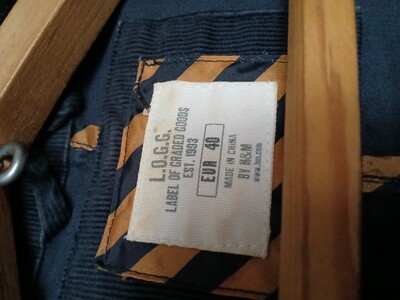 L.O.G.G.®
LABEL OF GRADED GOODS
EST. 1993
EUR 40
MADE IN CHINA
BY H&M
www.hm.com